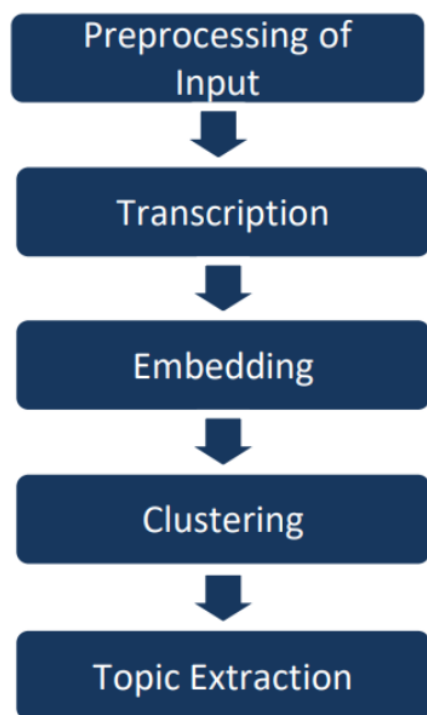 Preprocessing of
Input
Transcription
Embedding
Clustering
Topic Extraction